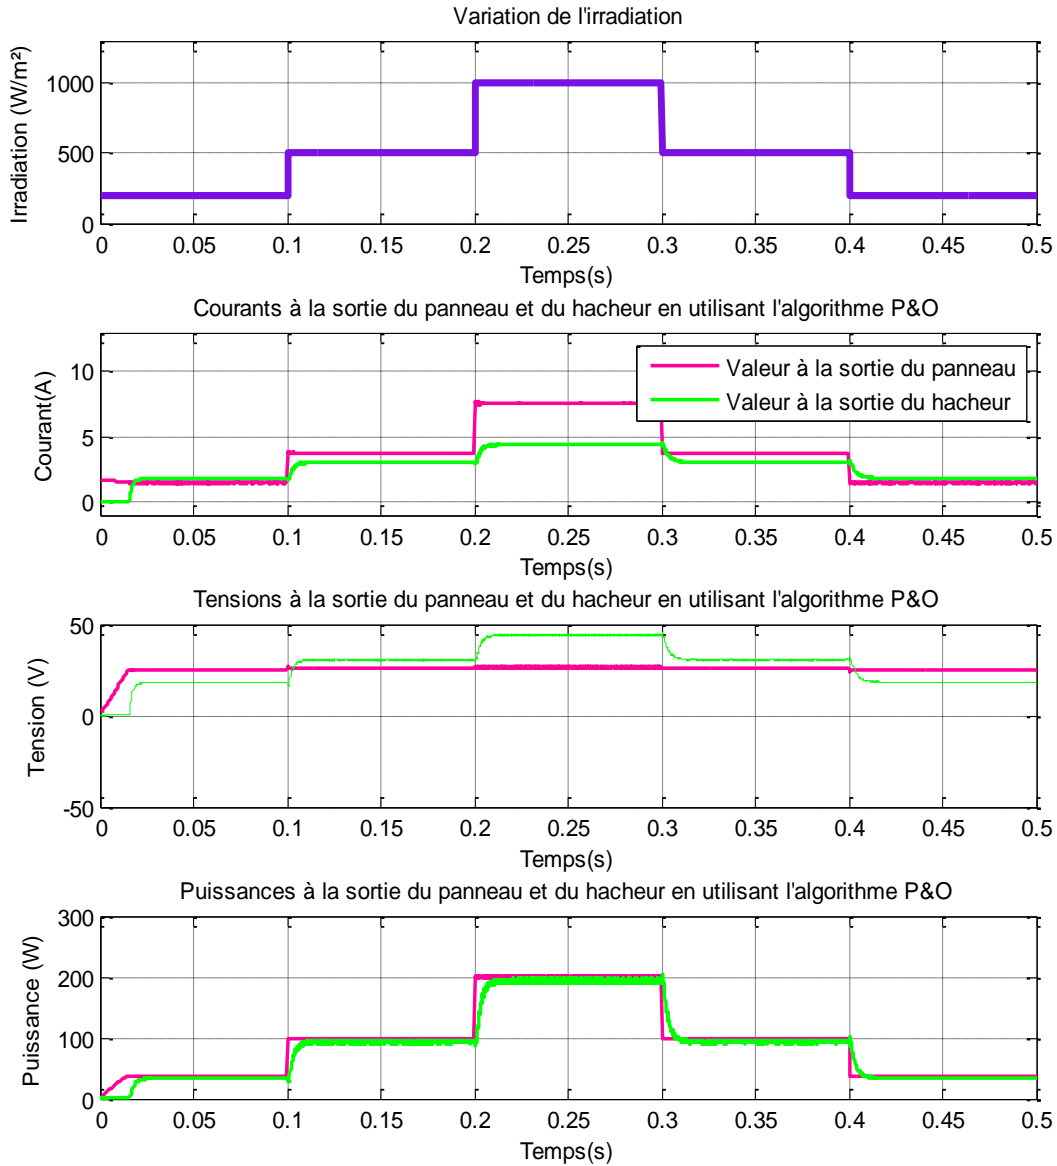 Variation de l'irradiation
Irradiation (W/m²)
1000
500
0
0 0.05 0.1 0.15 0.2 0.25 0.3 0.35 0.4 0.45 0.5
Temps(s)
Courants à la sortie du panneau et du hacheur en utilisant l'algorithme P&O
Courant(A)
10
5
0
Valeur à la sortie du panneau
Valeur à la sortie du hacheur
0 0.05 0.1 0.15 0.2 0.25 0.3 0.35 0.4 0.45 0.5
Temps(s)
Tensions à la sortie du panneau et du hacheur en utilisant l'algorithme P&O
Tension (V)
50
0
-50
0 0.05 0.1 0.15 0.2 0.25 0.3 0.35 0.4 0.45 0.5
Temps(s)
Puissances à la sortie du panneau et du hacheur en utilisant l'algorithme P&O
Puissance (W)
300
200
100
0
0 0.05 0.1 0.15 0.2 0.25 0.3 0.35 0.4 0.45 0.5
Temps(s)